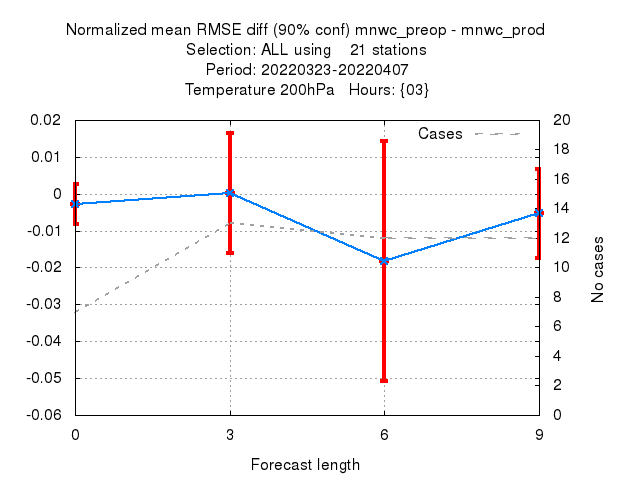 Normalized mean RMSE diff (90% conf) mnwc_preop - mnwc_prod
Selection: ALL using    21 stations
Period: 20220323-20220407
Temperature 200hPa   Hours: {03}
Cases
0.02
0.01
0
-0.01
-0.02
-0.03
-0.04
-0.05
-0.06
20
18
16
14
12
10
8
6
4
2
0
No cases
0 3 6 9
Forecast length